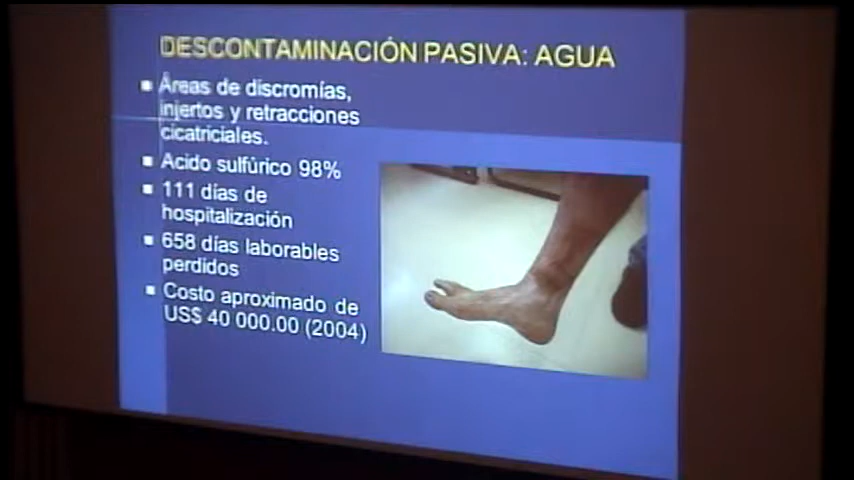 DESCONTAMINACIÓN PASIVA: AGUA
Áreas de discromías,
injertos y retracciones
cicatriciales.
Acido sulfúrico 98%
111 días de
hospitalización
658 días laborables
perdidos
Costo aproximado de
US$ 40 000.00 (2004)